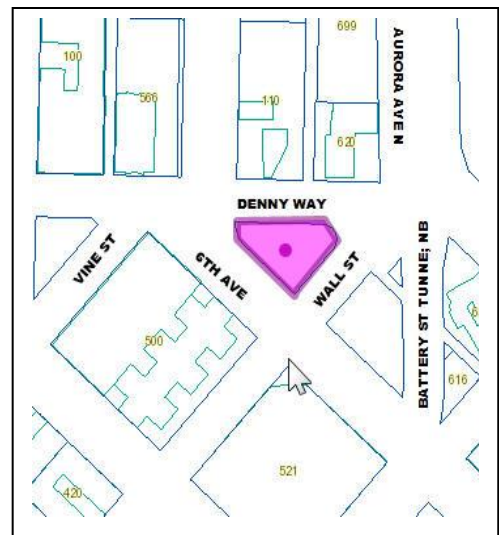 699
100
566
110
620
AURORA AVE N
DENNY WAY
VINE ST
6TH AVE
WALL ST
BATTERY ST TUNNE; NB
500
616
521
420